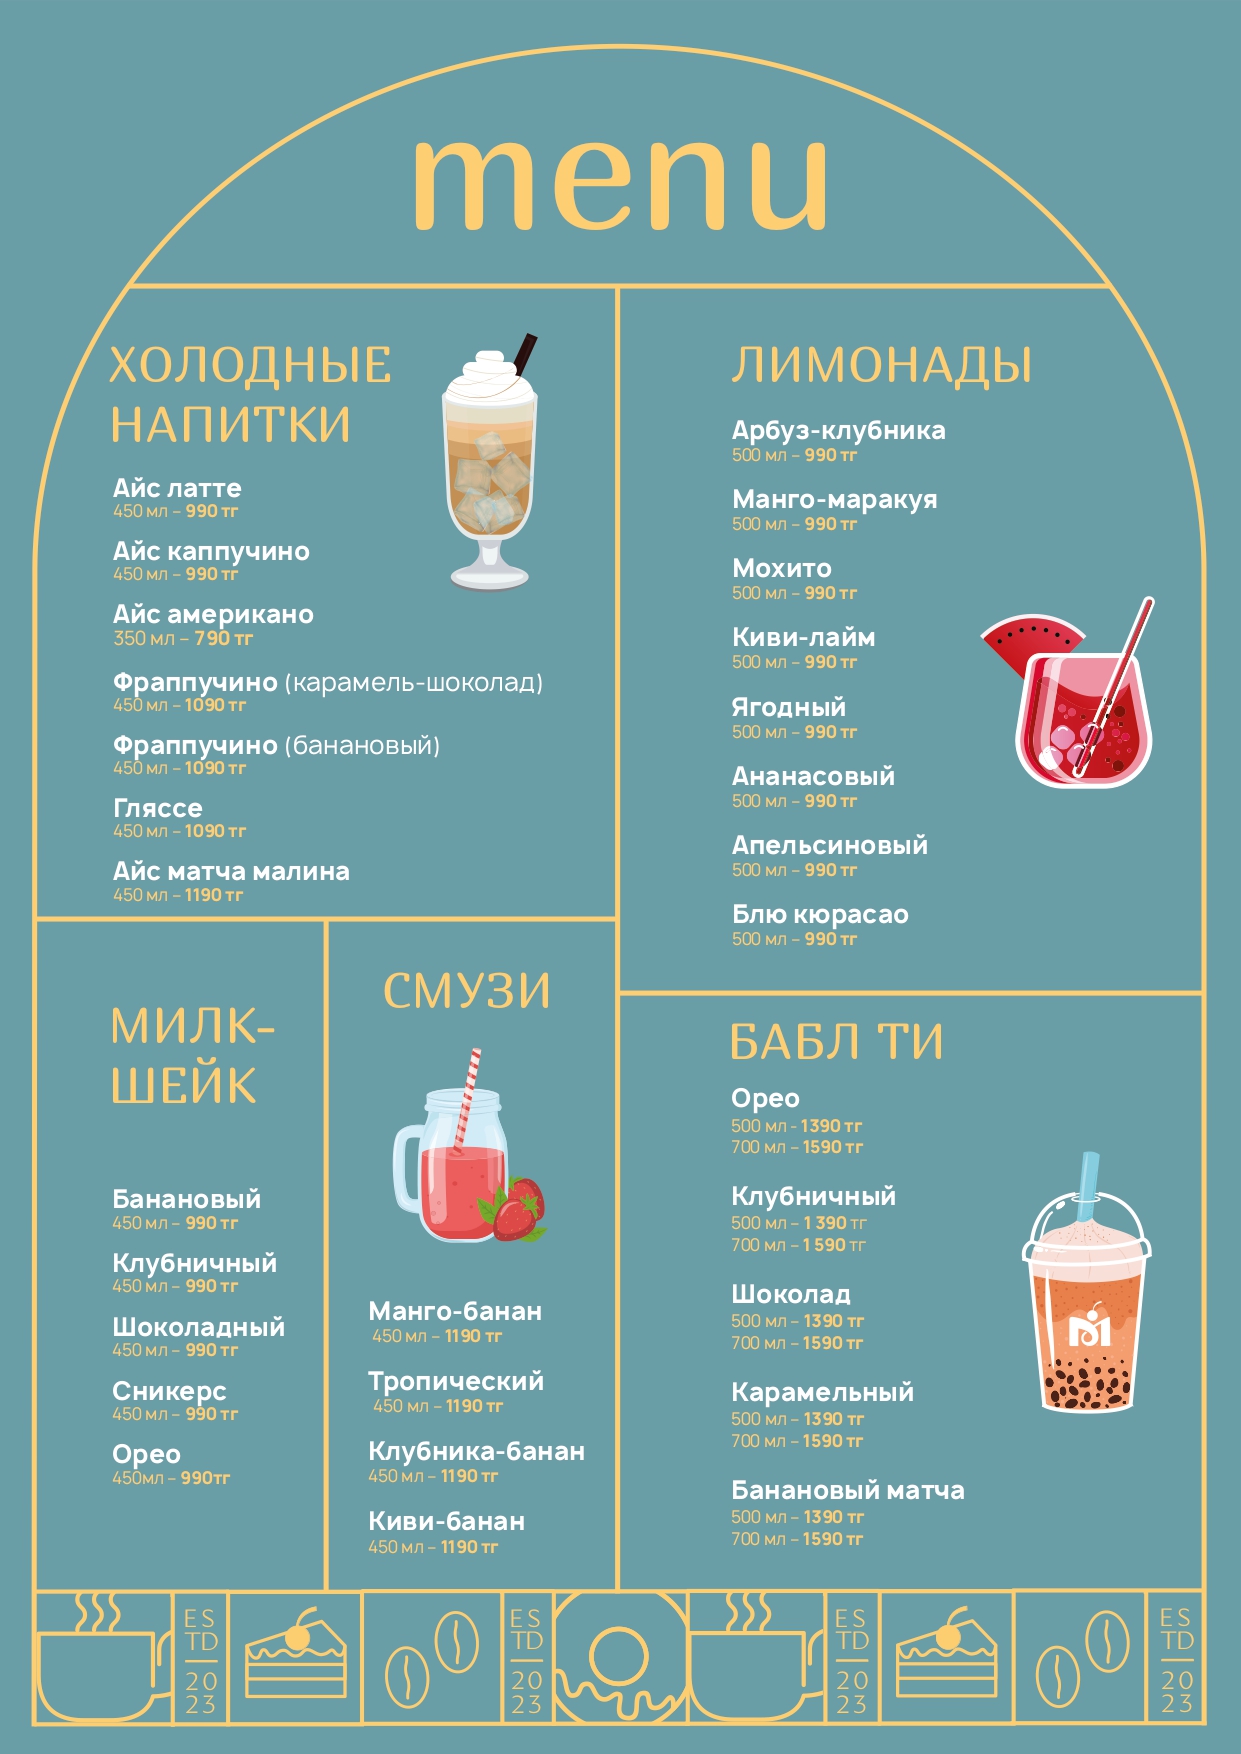 menu
ХОЛОДНЫЕ
НАПИТКИ
Айс латте
450 мл – 990 тг
Айс каппучино
450 мл – 990 тг
Айс американо
350 мл – 790 тг
Фраппучино (карамель-шоколад)
450 мл – 1090 тг
Фраппучино (банановый)
450 мл – 1090 тг
Гляссе
450 мл – 1090 тг
Айс матча малина
450 мл – 1190 тг
ЛИМОНАДЫ
Арбуз-клубника
500 мл – 990 тг
Манго-маракуя
500 мл – 990 тг
Мохито
500 мл – 990 тг
Киви-лайм
500 мл – 990 тг
Ягодный
500 мл – 990 тг
Ананасовый
500 мл – 990 тг
Апельсиновый
500 мл – 990 тг
Блю кюрасао
500 мл – 990 тг
МИЛК-
ШЕЙК
Банановый
450 мл – 990 тг
Клубничный
450 мл – 990 тг
Шоколадный
450 мл – 990 тг
Сникерс
450 мл – 990 тг
Орео
450мл – 990тг
СМУЗИ
Манго-банан
450 мл – 1190 тг
Тропический
450 мл – 1190 тг
Клубника-банан
450 мл – 1190 тг
Киви-банан
450 мл – 1190 тг
БАБЛ ТИ
Орео
500 мл - 1390 тг
700 мл – 1590 тг
Клубничный
500 мл – 1 390 тг
700 мл – 1 590 тг
Шоколад
500 мл – 1390 тг
700 мл – 1590 тг
Карамельный
500 мл – 1390 тг
700 мл – 1590 тг
Банановый матча
500 мл – 1390 тг
700 мл – 1590 тг
ES
TD
20
23
ES
TD
20
23
ES
TD
20
23
ES
TD
20
23